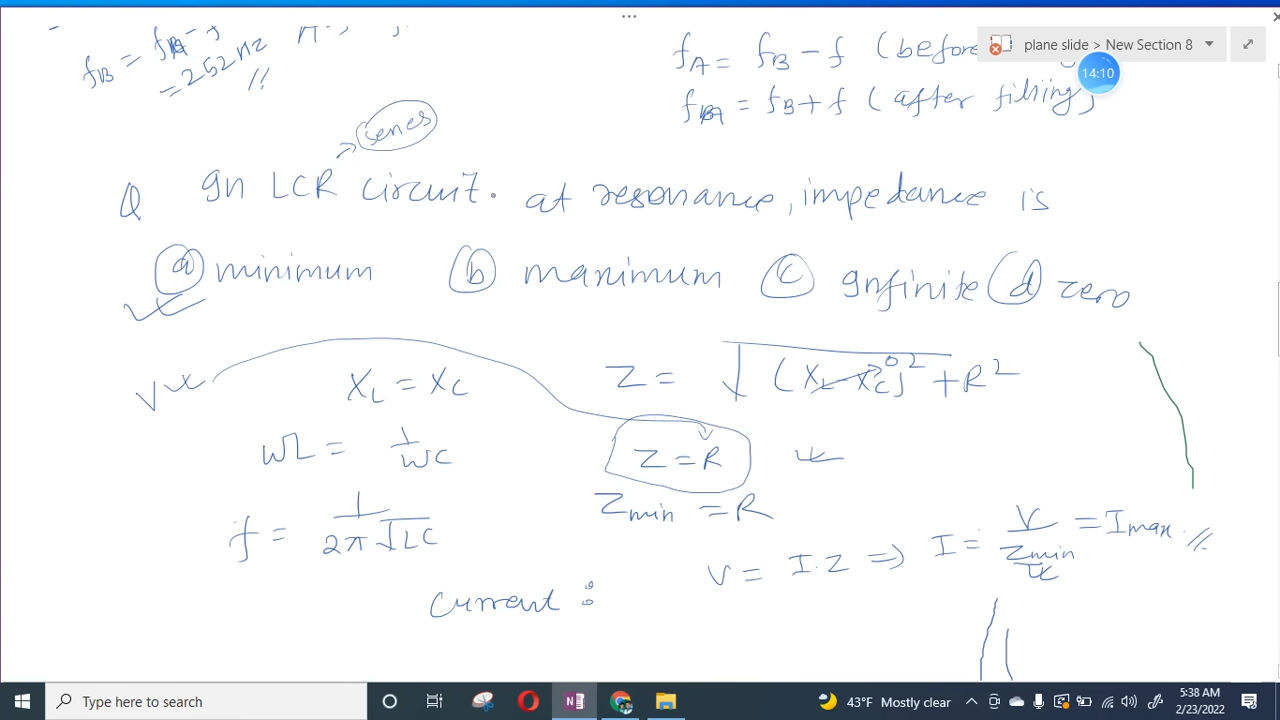 plane slide > New Section 8
14:10
= 252 Hz
fA = fB - f (before
= fB + f (after filling)
series
Q In LCR circuit. at resonance, impedance is
(a) minimum (b) maximum (c) Infinite (d) zero
XL = XC
Z = √(XL - XC)⁰² + R²
ωL = 1/ωC
Z = R
Zmin = R
f = 1/2π√LC
V = I.Z => I = V/Zmin = Imax.
current :
Type here to search
43°F Mostly clear
5:38 AM
2/23/2022